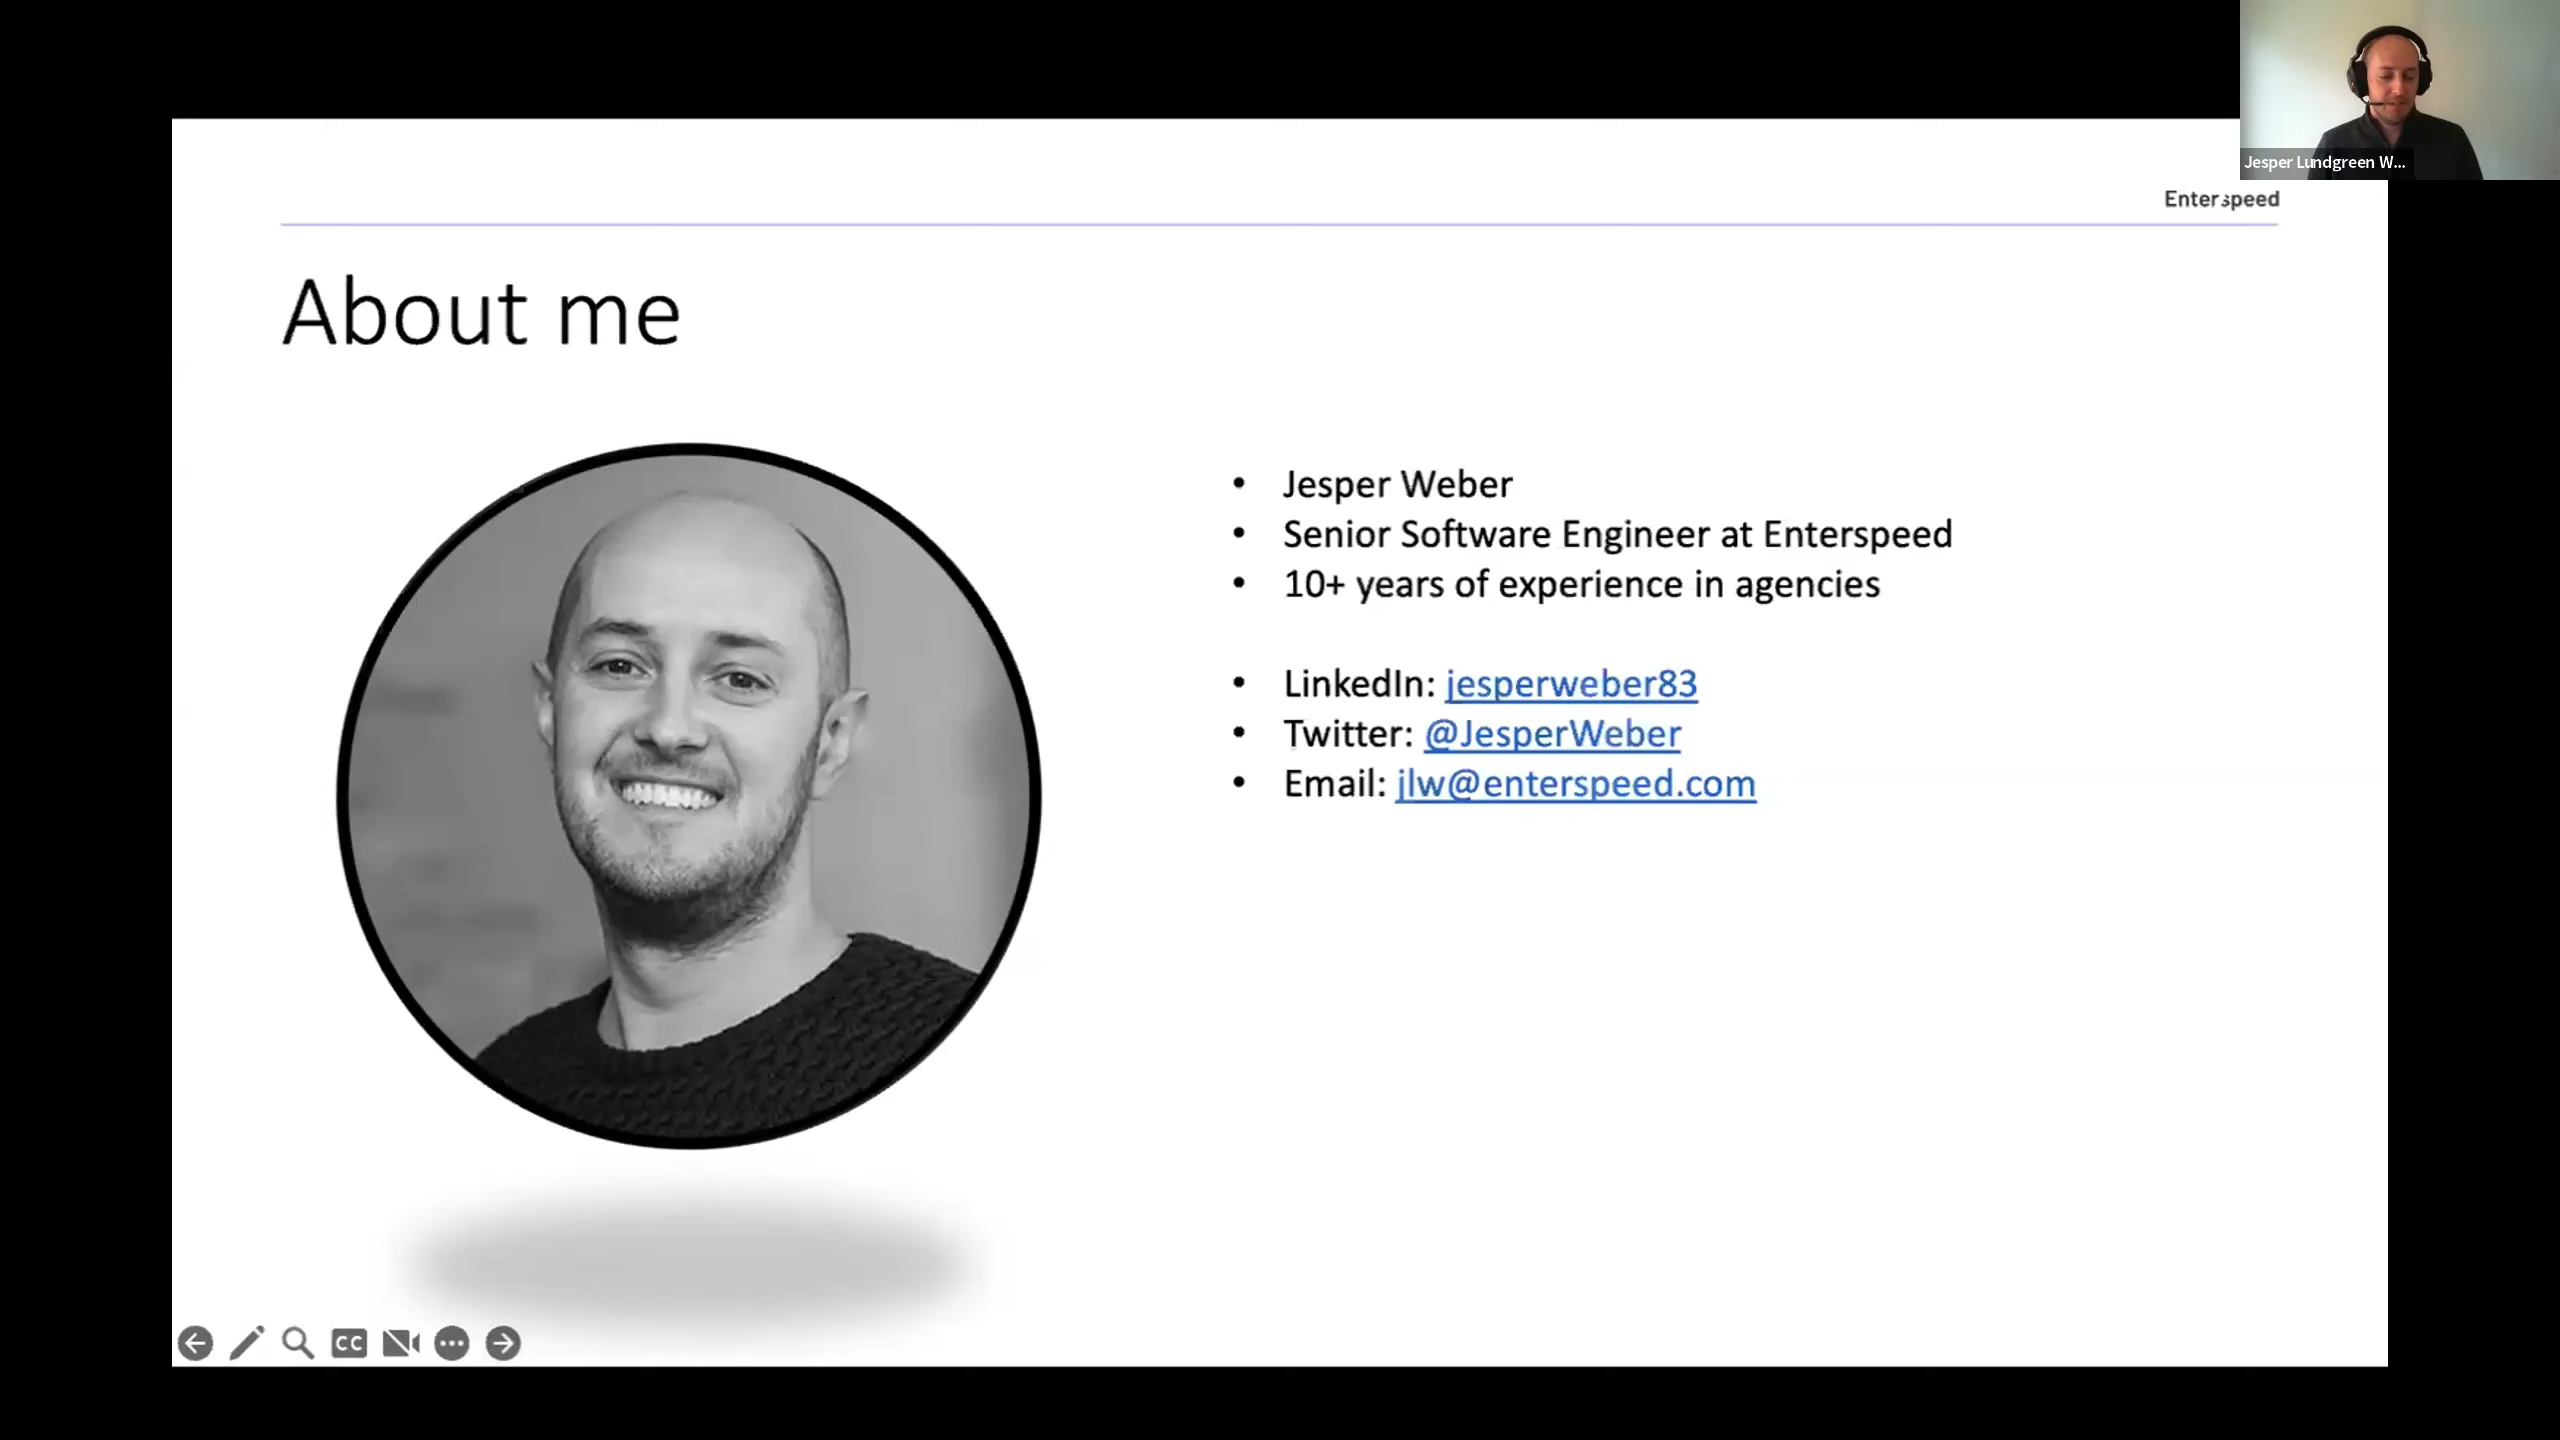 Jesper Lundgreen W...
Enterspeed
About me
• Jesper Weber
• Senior Software Engineer at Enterspeed
• 10+ years of experience in agencies
• LinkedIn: jesperweber83
• Twitter: @JesperWeber
• Email: jlw@enterspeed.com
CC